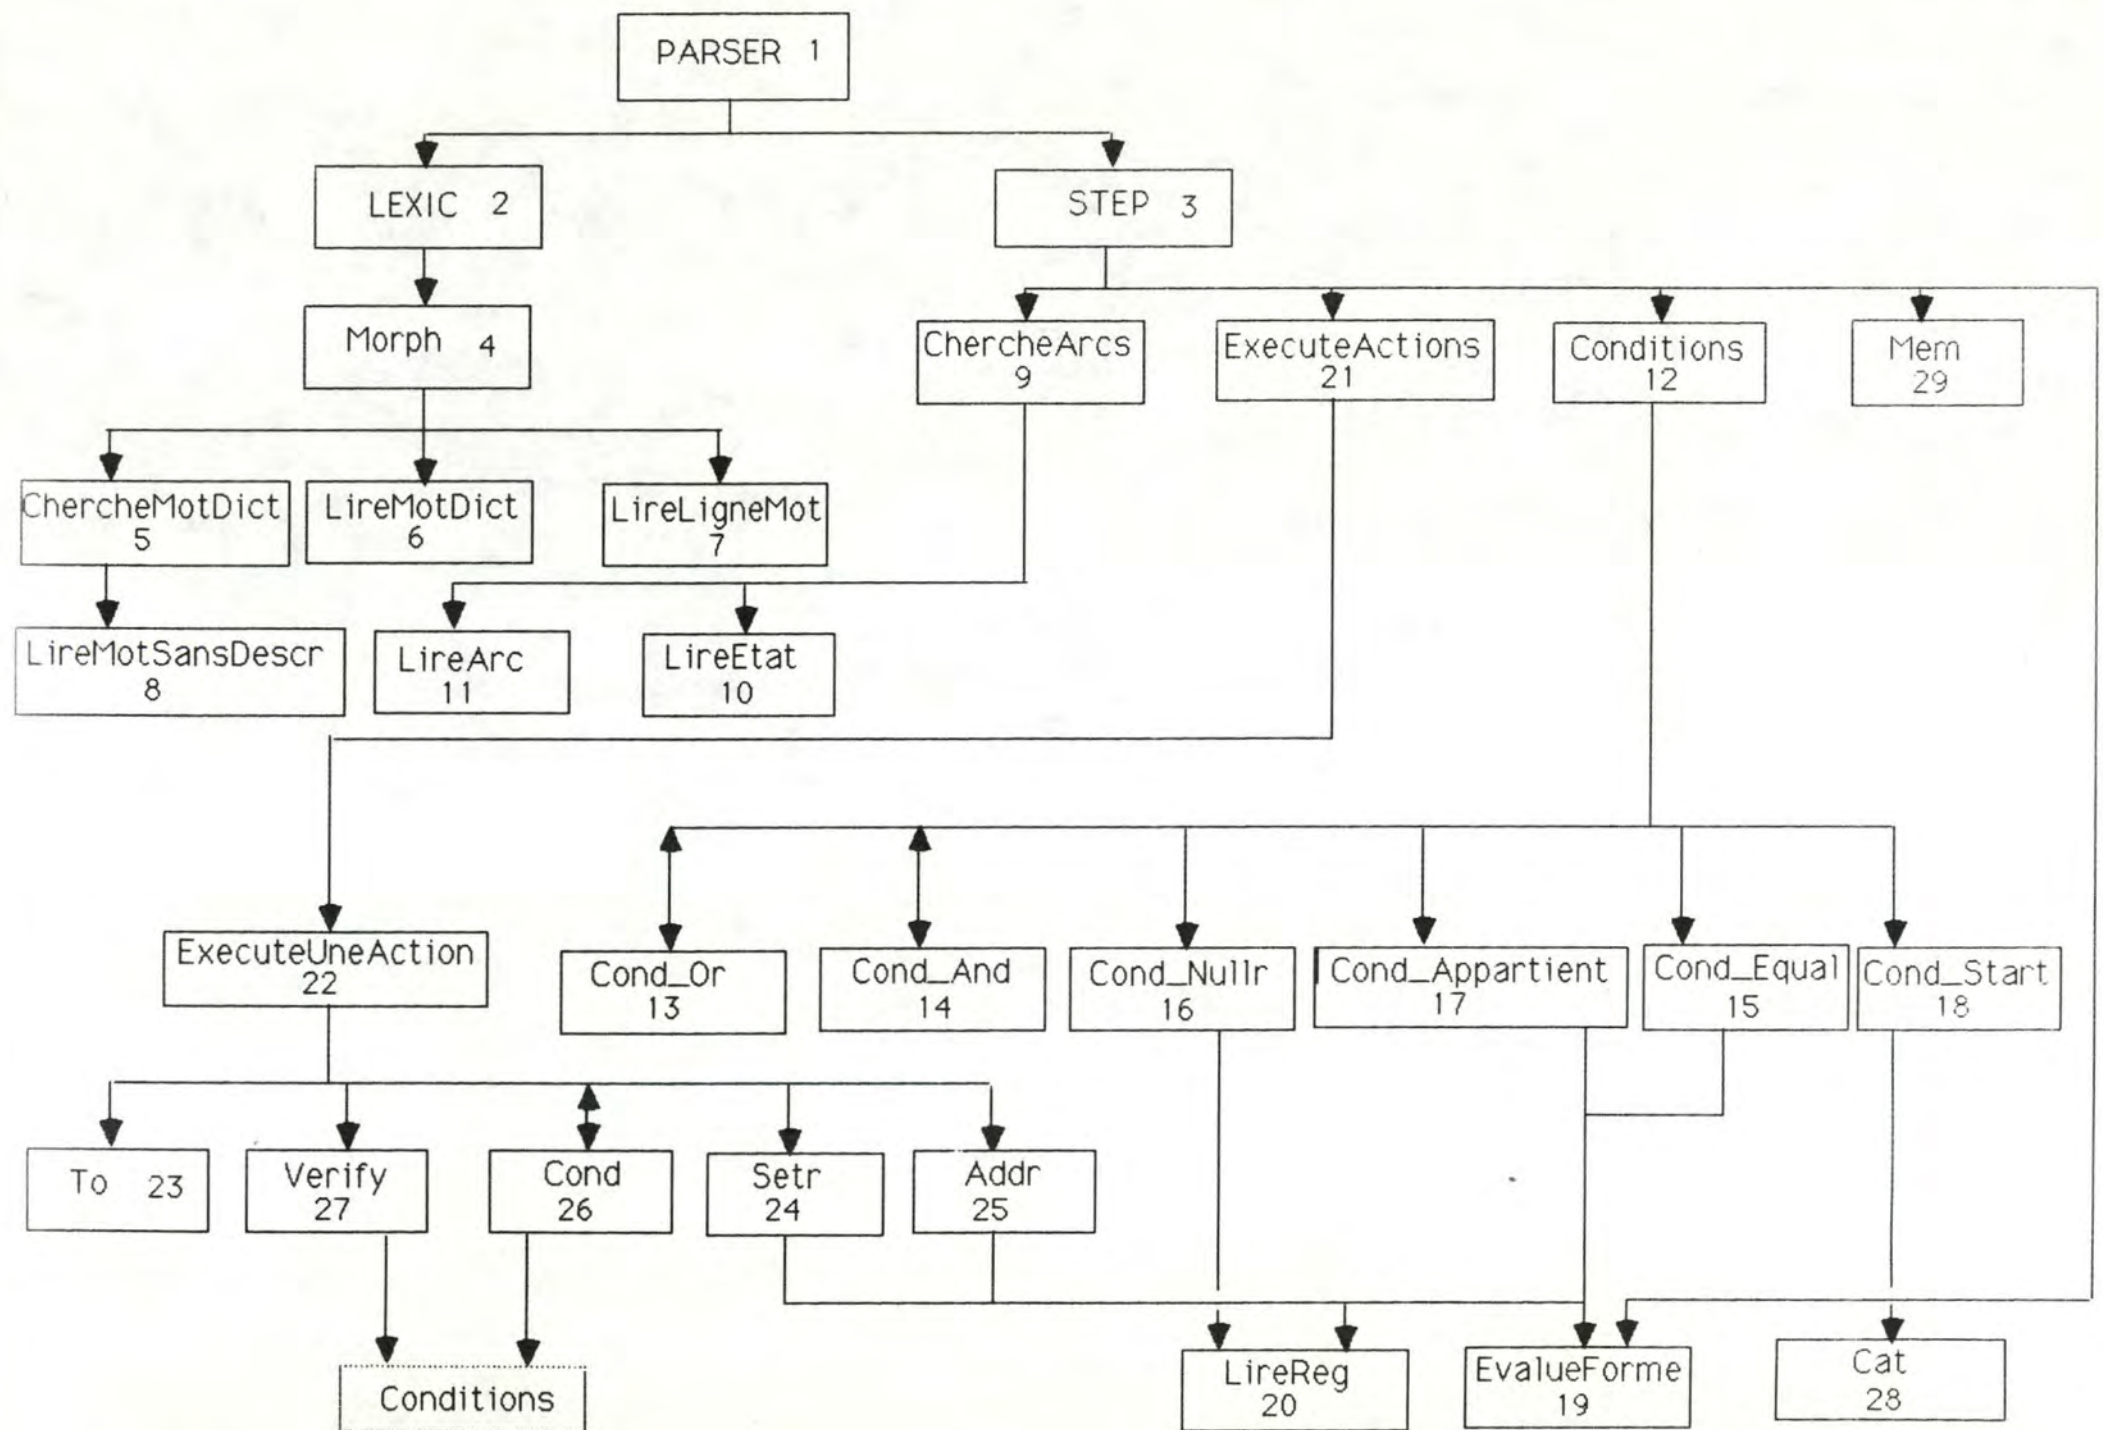 PARSER 1
LEXIC 2
STEP 3
Morph 4
ChercheArcs
9
ExecuteActions
21
Conditions
12
Mem
29
ChercheMotDict
5
LireMotDict
6
LireLigneMot
7
LireMotSansDescr
8
LireArc
11
LireEtat
10
ExecuteUneAction
22
Cond_Or
13
Cond_And
14
Cond_Nullr
16
Cond_Appartient
17
Cond_Equal
15
Cond_Start
18
To 23
Verify
27
Cond
26
Setr
24
Addr
25
Conditions
LireReg
20
EvalueForme
19
Cat
28